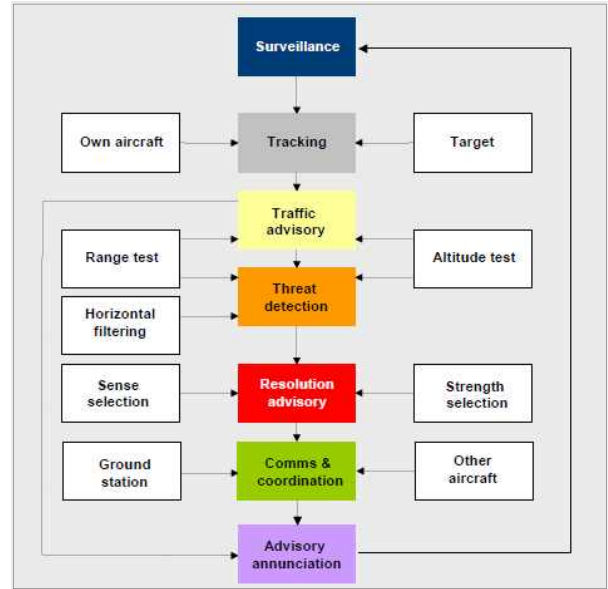 Surveillance
Own aircraft
Tracking
Target
Traffic
advisory
Range test
Altitude test
Threat
detection
Horizontal
filtering
Sense
selection
Resolution
advisory
Strength
selection
Ground
station
Comms &
coordination
Other
aircraft
Advisory
annunciation